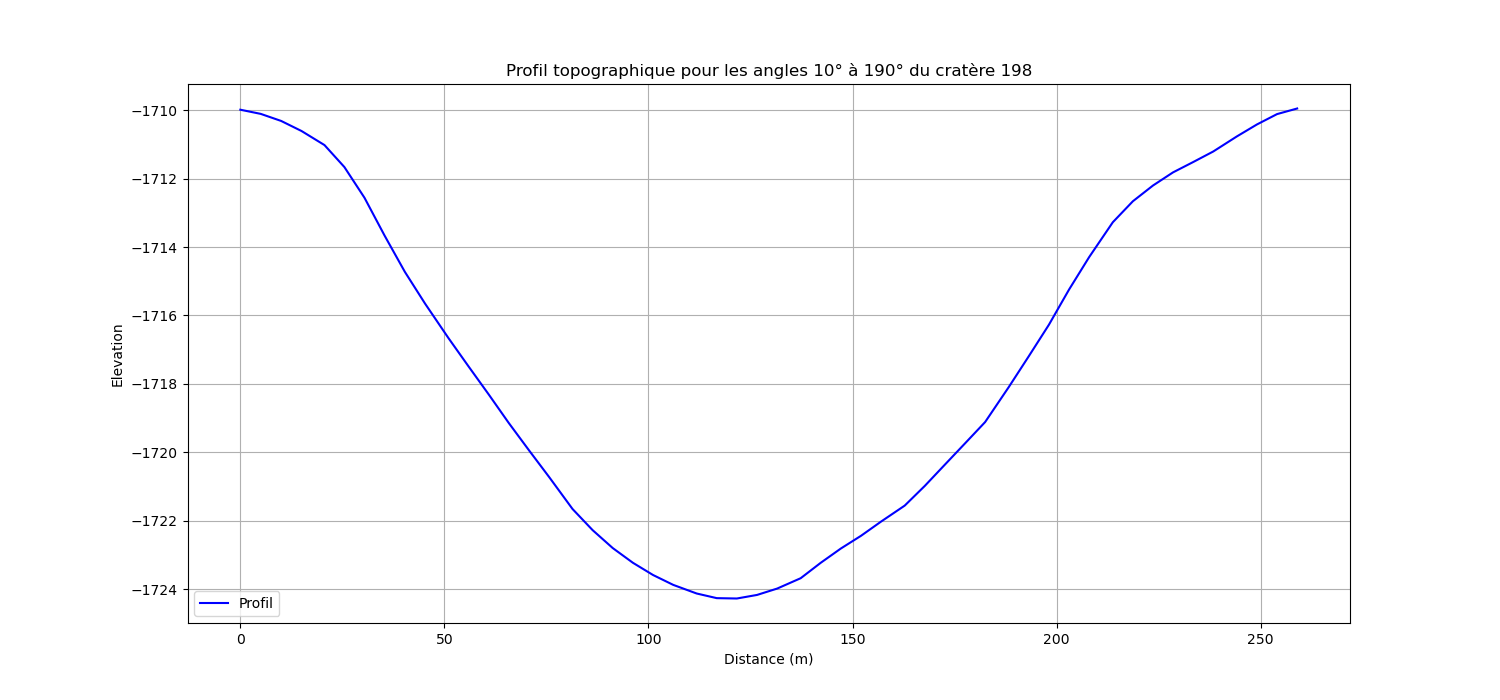 Profil topographique pour les angles 10° à 190° du cratère 198
−1710
−1712
−1714
−1716
−1718
−1720
−1722
−1724
Elevation
Profil
0 50 100 150 200 250
Distance (m)